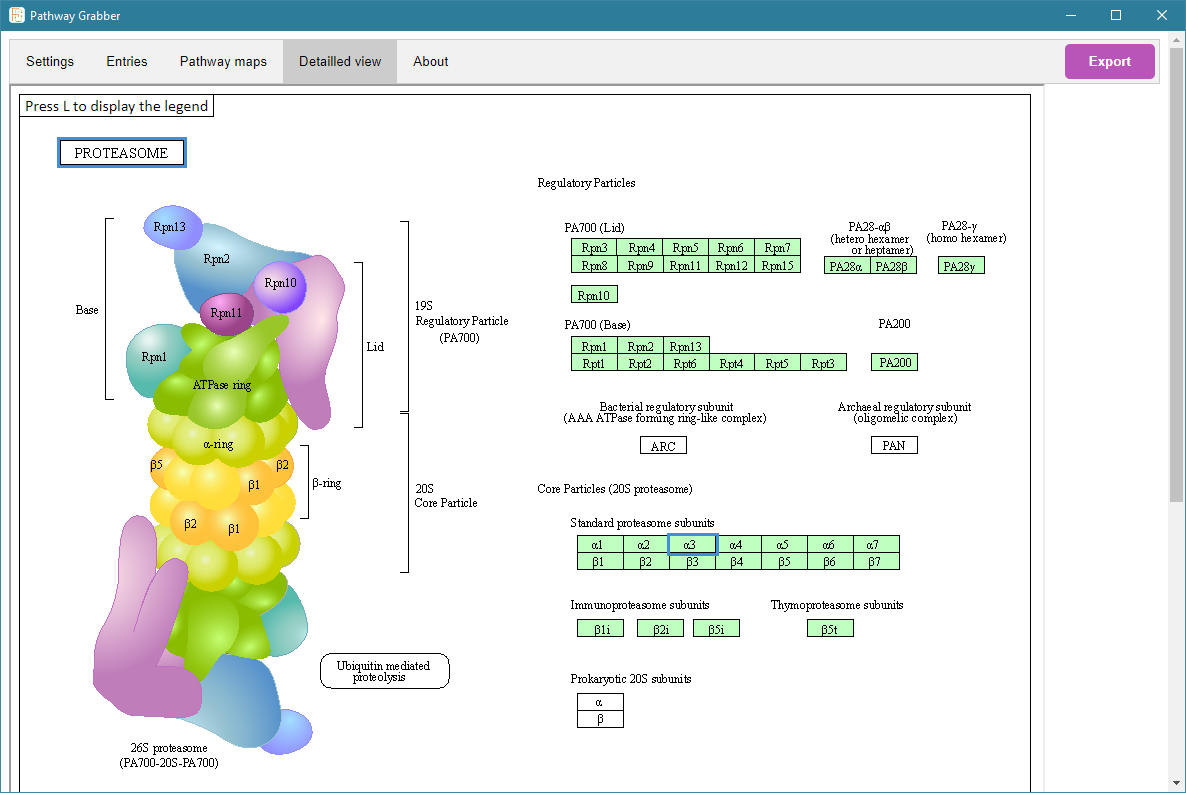 Pathway Grabber
Settings Entries Pathway maps Detailled view About Export
Press L to display the legend
PROTEASOME
Rpn13
Rpn2
Rpn10
Rpn11
Rpn1
ATPase ring
α-ring
β5
β2
β1
β2
β1
Base
Lid
19S
Regulatory Particle
(PA700)
β-ring
20S
Core Particle
Ubiquitin mediated
proteolysis
26S proteasome
(PA700-20S-PA700)
Regulatory Particles
PA700 (Lid)
Rpn3 Rpn4 Rpn5 Rpn6 Rpn7
Rpn8 Rpn9 Rpn11 Rpn12 Rpn15
Rpn10
PA28-αβ
(hetero hexamer
or heptamer)
PA28α PA28β
PA28-γ
(homo hexamer)
PA28γ
PA700 (Base)
Rpn1 Rpn2 Rpn13
Rpt1 Rpt2 Rpt6 Rpt4 Rpt5 Rpt3
PA200
PA200
Bacterial regulatory subunit
(AAA ATPase forming ring-like complex)
ARC
Archaeal regulatory subunit
(oligomelic complex)
PAN
Core Particles (20S proteasome)
Standard proteasome subunits
α1 α2 α3 α4 α5 α6 α7
β1 β2 β3 β4 β5 β6 β7
Immunoproteasome subunits
β1i β2i β5i
Thymoproteasome subunits
β5t
Prokaryotic 20S subunits
α
β